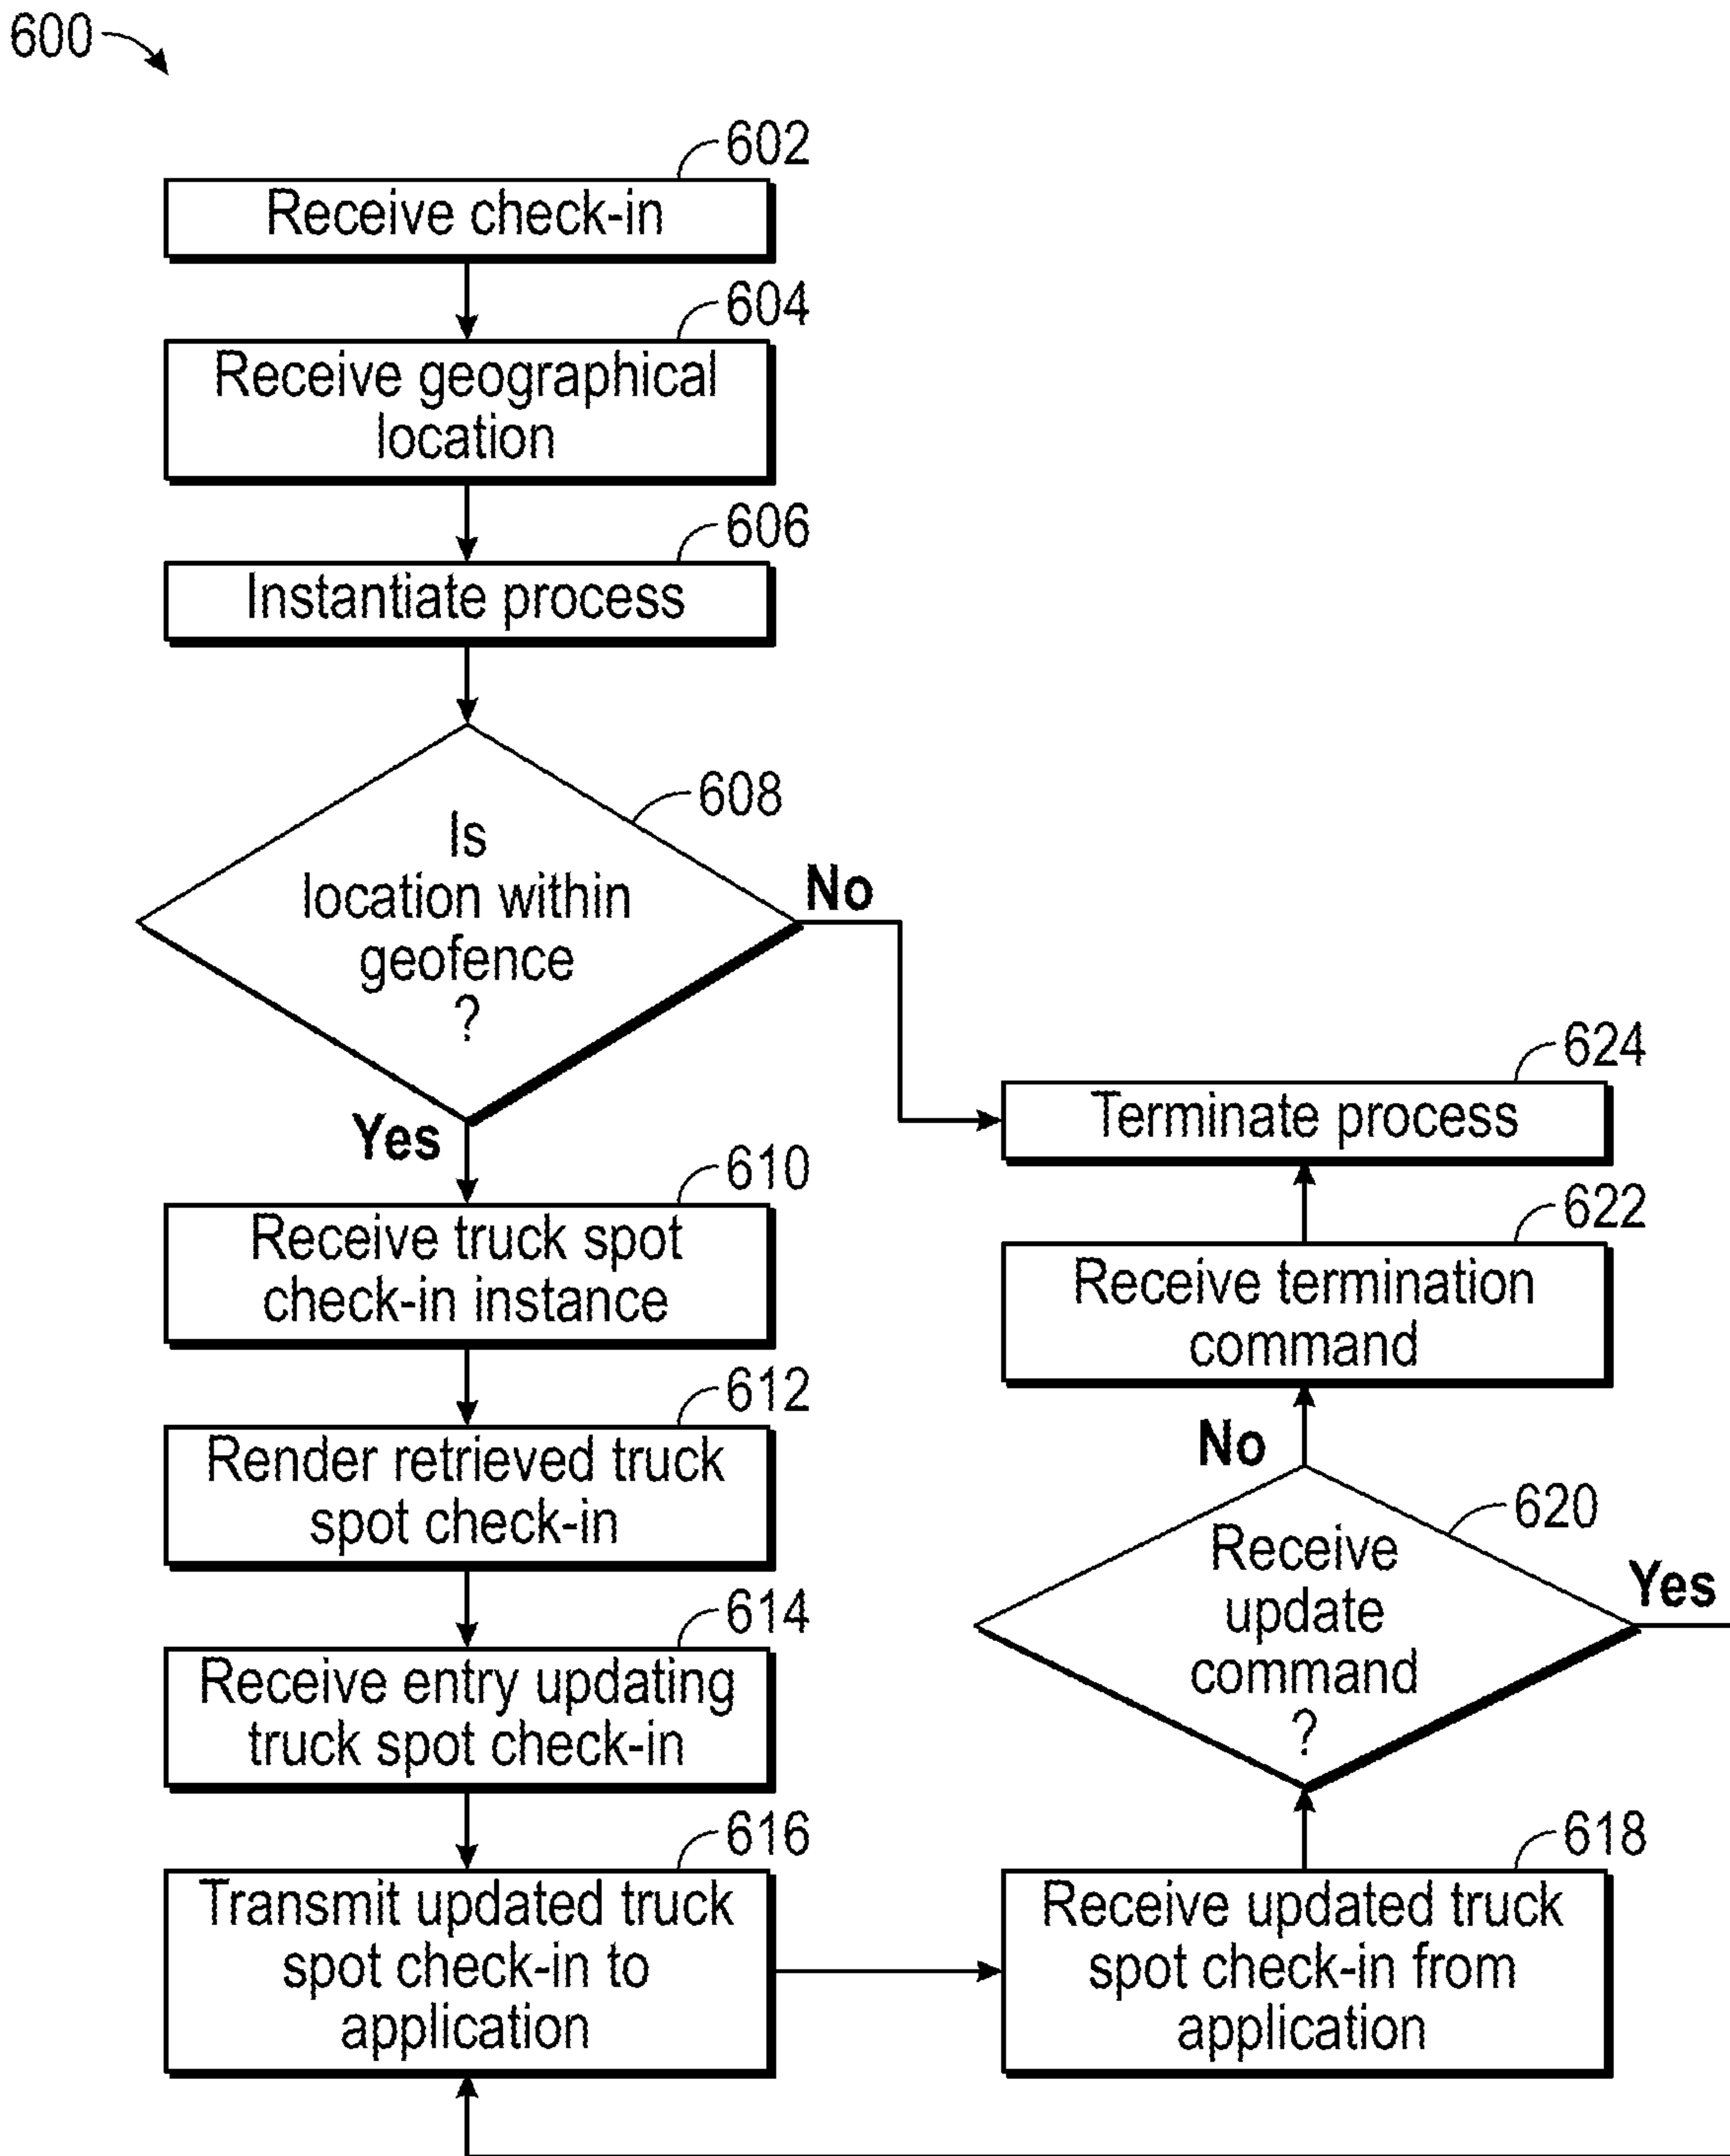 600
602
Receive check-in
604
Receive geographical
location
606
Instantiate process
608
Is
location within
geofence
?
No
Yes
610
Receive truck spot
check-in instance
612
Render retrieved truck
spot check-in
614
Receive entry updating
truck spot check-in
616
Transmit updated truck
spot check-in to
application
618
Receive updated truck
spot check-in from
application
620
Receive
update
command
?
Yes
No
622
Receive termination
command
624
Terminate process